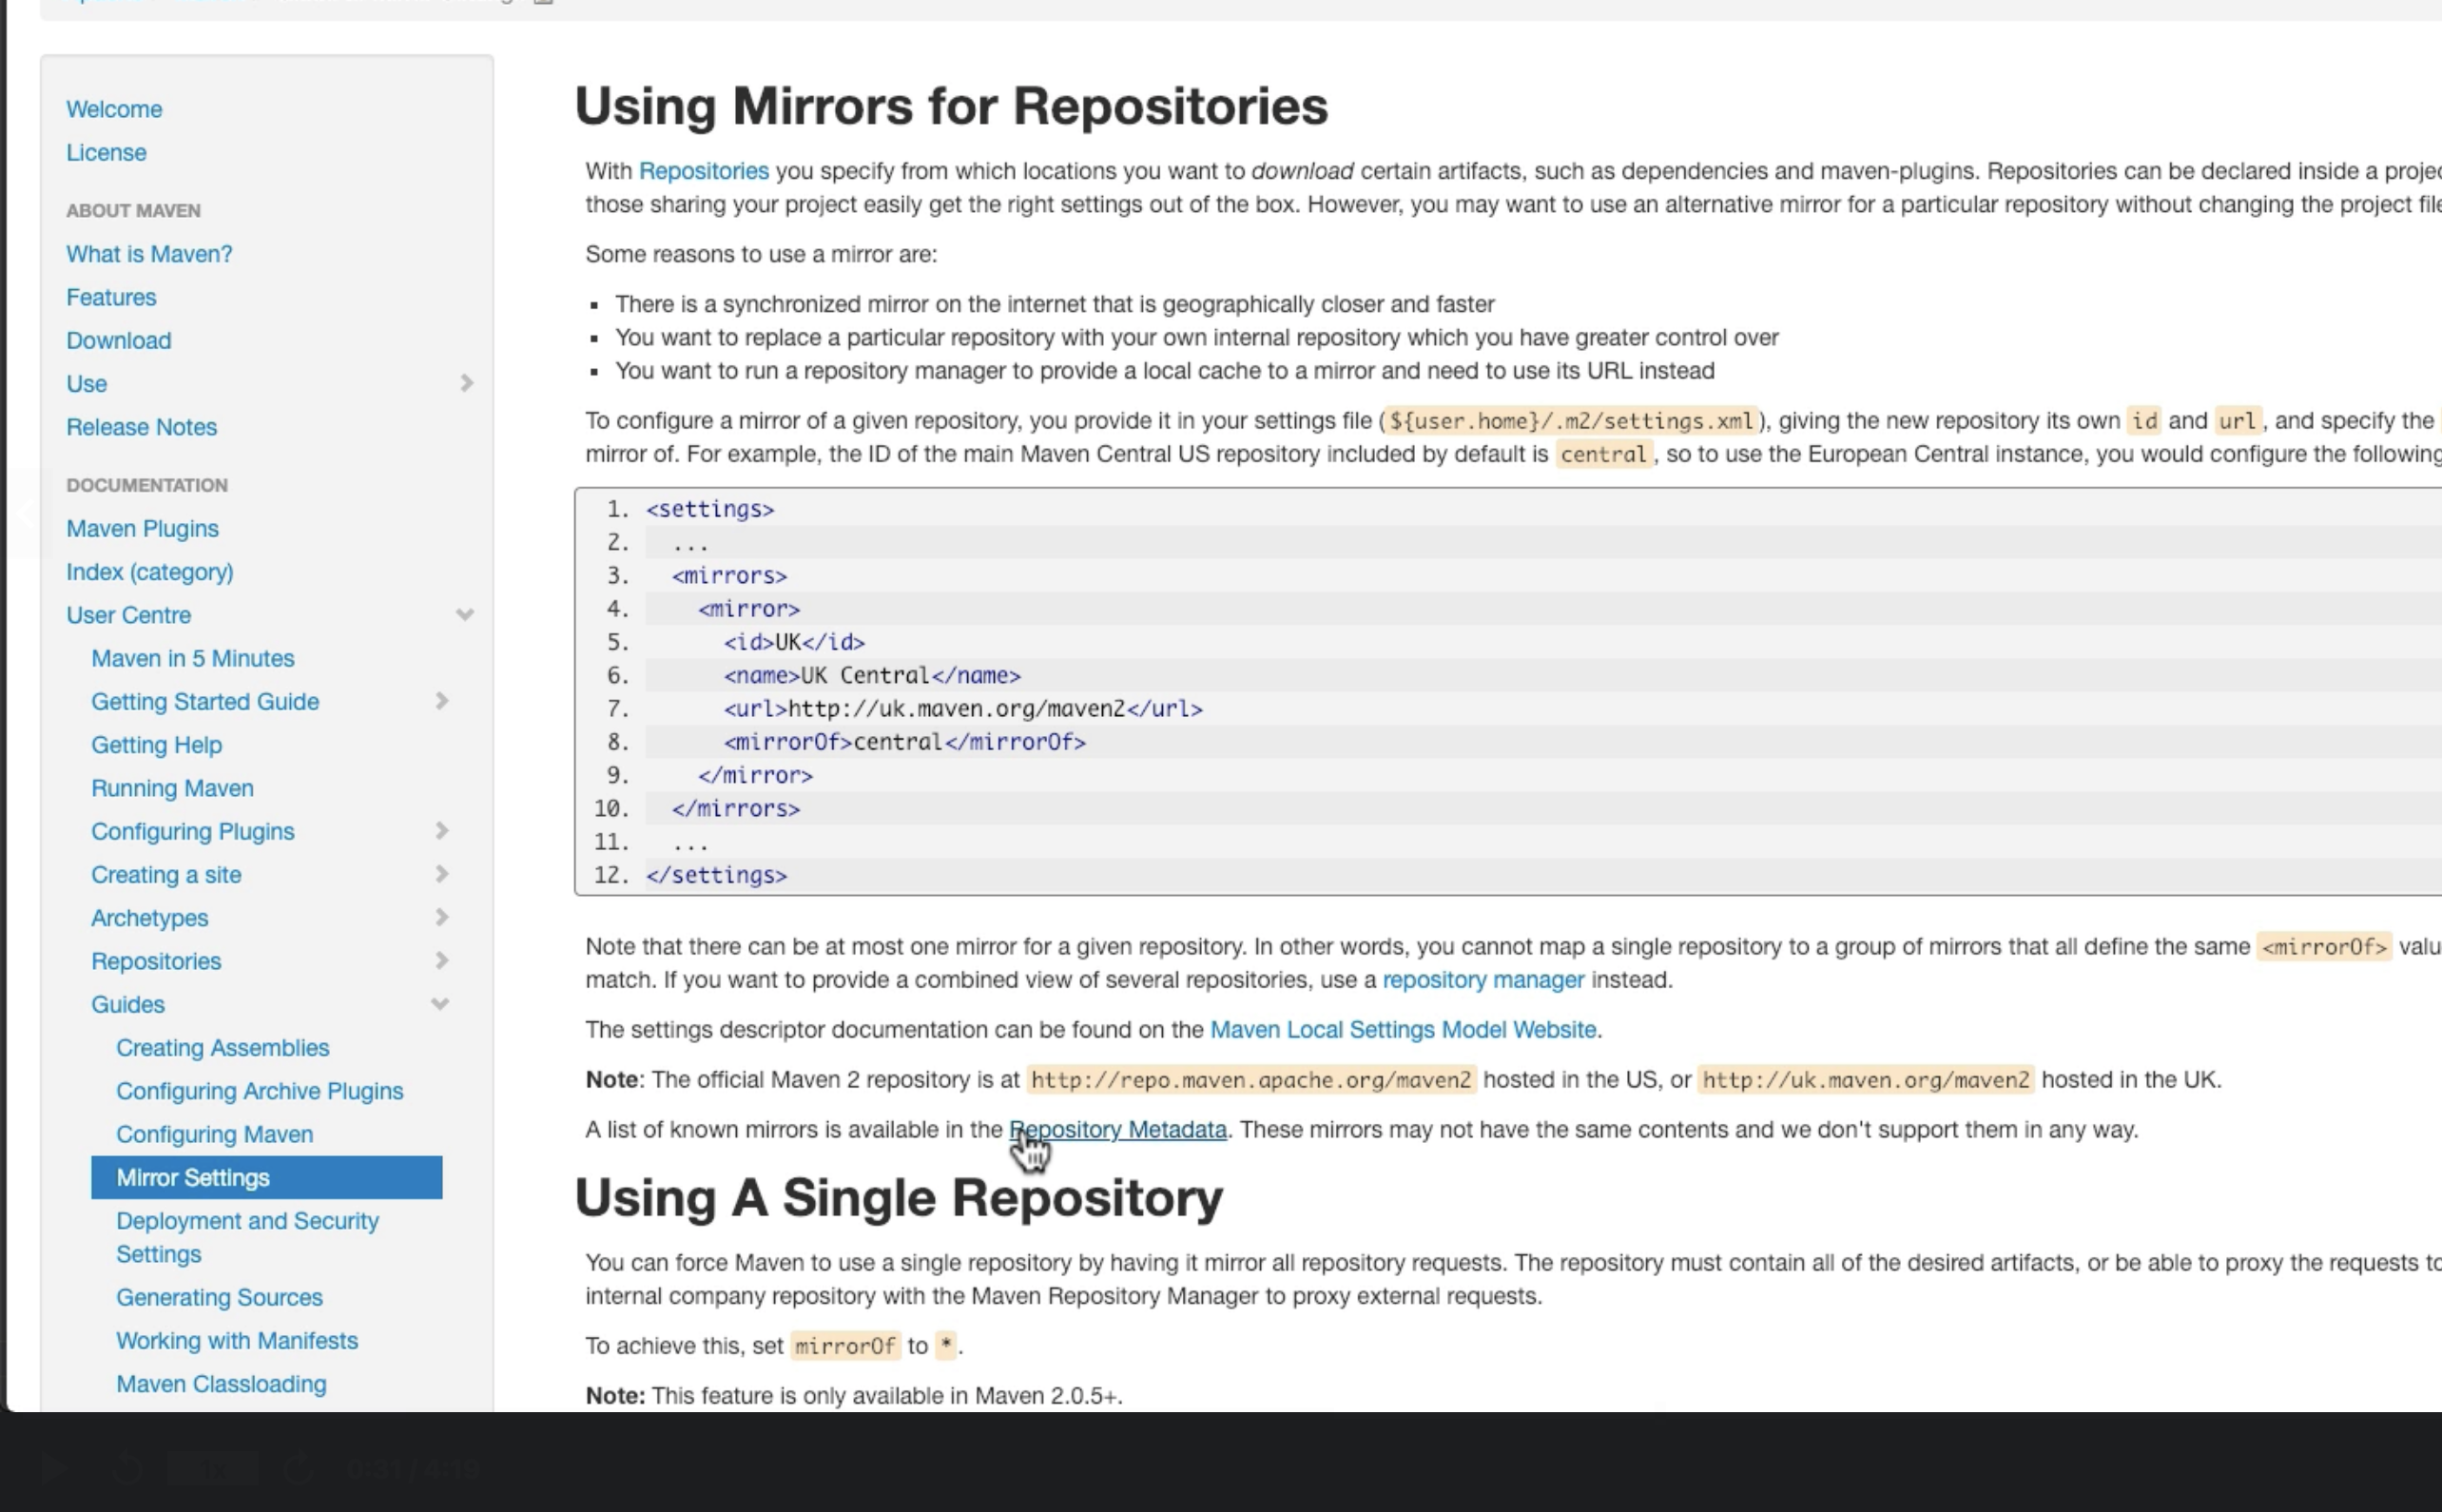 Welcome
License
ABOUT MAVEN
What is Maven?
Features
Download
Use
Release Notes
DOCUMENTATION
Maven Plugins
Index (category)
User Centre
Maven in 5 Minutes
Getting Started Guide
Getting Help
Running Maven
Configuring Plugins
Creating a site
Archetypes
Repositories
Guides
Creating Assemblies
Configuring Archive Plugins
Configuring Maven
Mirror Settings
Deployment and Security
Settings
Generating Sources
Working with Manifests
Maven Classloading
Using Mirrors for Repositories
With Repositories you specify from which locations you want to download certain artifacts, such as dependencies and maven-plugins. Repositories can be declared inside a projec
those sharing your project easily get the right settings out of the box. However, you may want to use an alternative mirror for a particular repository without changing the project file
Some reasons to use a mirror are:
▪ There is a synchronized mirror on the internet that is geographically closer and faster
▪ You want to replace a particular repository with your own internal repository which you have greater control over
▪ You want to run a repository manager to provide a local cache to a mirror and need to use its URL instead
To configure a mirror of a given repository, you provide it in your settings file (${user.home}/.m2/settings.xml), giving the new repository its own id and url, and specify the
mirror of. For example, the ID of the main Maven Central US repository included by default is central, so to use the European Central instance, you would configure the following
1. <settings>
2. ...
3. <mirrors>
4. <mirror>
5. <id>UK</id>
6. <name>UK Central</name>
7. <url>http://uk.maven.org/maven2</url>
8. <mirrorOf>central</mirrorOf>
9. </mirror>
10. </mirrors>
11. ...
12. </settings>
Note that there can be at most one mirror for a given repository. In other words, you cannot map a single repository to a group of mirrors that all define the same <mirrorOf> valu
match. If you want to provide a combined view of several repositories, use a repository manager instead.
The settings descriptor documentation can be found on the Maven Local Settings Model Website.
Note: The official Maven 2 repository is at http://repo.maven.apache.org/maven2 hosted in the US, or http://uk.maven.org/maven2 hosted in the UK.
A list of known mirrors is available in the Repository Metadata. These mirrors may not have the same contents and we don't support them in any way.
Using A Single Repository
You can force Maven to use a single repository by having it mirror all repository requests. The repository must contain all of the desired artifacts, or be able to proxy the requests to
internal company repository with the Maven Repository Manager to proxy external requests.
To achieve this, set mirrorOf to *.
Note: This feature is only available in Maven 2.0.5+.